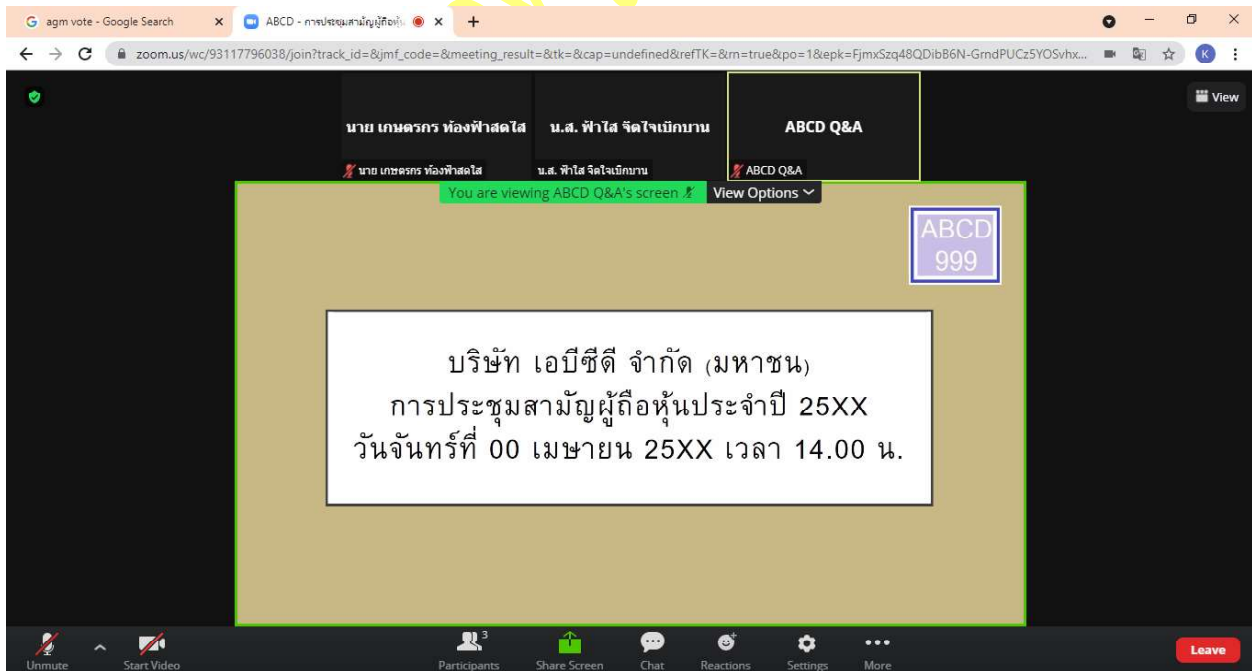 agm vote - Google Search
ABCD - การประชุมสามัญผู้ถือหุ้น
zoom.us/wc/93117796038/join?track_id=&jmf_code=&meeting_result=&tk=&cap=undefined&refTK=&rn=true&po=1&epk=FjmxSzq48QDibB6N-GrndPUCz5YOSvhx...
K
View
นาย เกษตรกร ท้องฟ้าสดใส
น.ส. ฟ้าใส จิตใจเบิกบาน
ABCD Q&A
นาย เกษตรกร ท้องฟ้าสดใส
น.ส. ฟ้าใส จิตใจเบิกบาน
ABCD Q&A
You are viewing ABCD Q&A's screen
View Options
ABCD
999
บริษัท เอบีซีดี จำกัด (มหาชน)
การประชุมสามัญผู้ถือหุ้นประจำปี 25XX
วันจันทร์ที่ 00 เมษายน 25XX เวลา 14.00 น.
Unmute
Start Video
Participants
3
Share Screen
Chat
Reactions
Settings
More
Leave